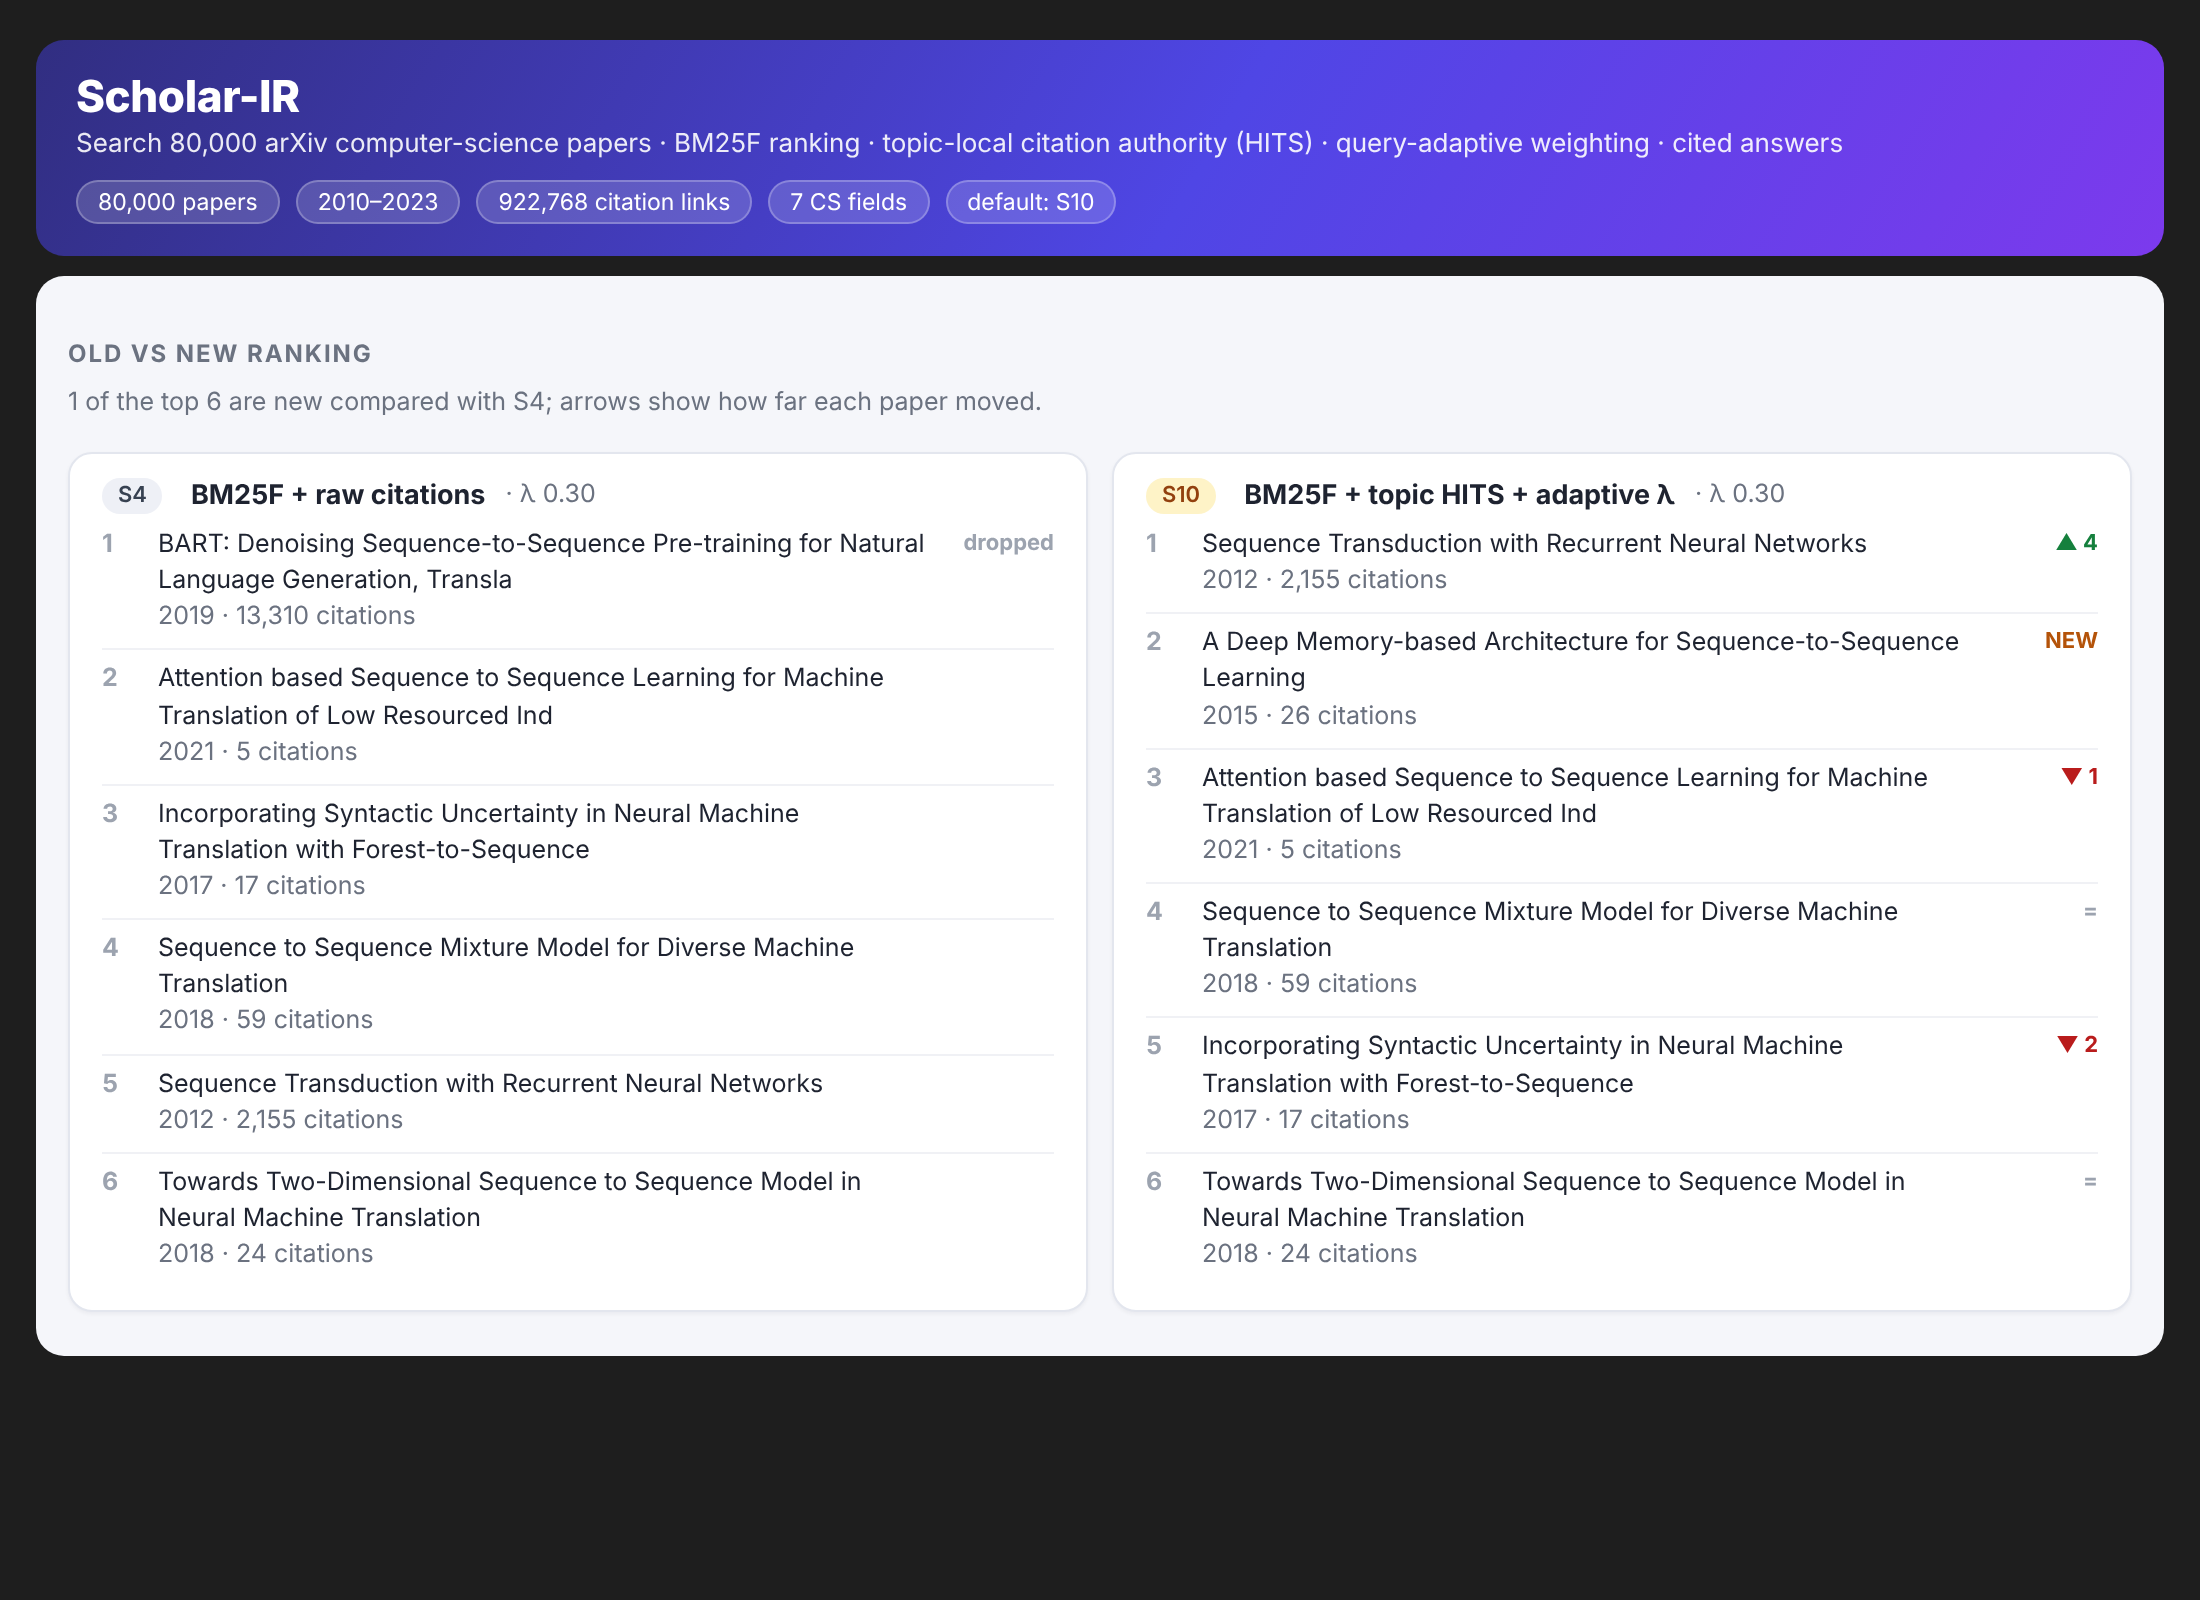 Scholar-IR
Search 80,000 arXiv computer-science papers · BM25F ranking · topic-local citation authority (HITS) · query-adaptive weighting · cited answers
80,000 papers
2010–2023
922,768 citation links
7 CS fields
default: S10
OLD VS NEW RANKING
1 of the top 6 are new compared with S4; arrows show how far each paper moved.
S4 BM25F + raw citations · λ 0.30
1 BART: Denoising Sequence-to-Sequence Pre-training for Natural dropped
Language Generation, Transla
2019 · 13,310 citations
2 Attention based Sequence to Sequence Learning for Machine
Translation of Low Resourced Ind
2021 · 5 citations
3 Incorporating Syntactic Uncertainty in Neural Machine
Translation with Forest-to-Sequence
2017 · 17 citations
4 Sequence to Sequence Mixture Model for Diverse Machine
Translation
2018 · 59 citations
5 Sequence Transduction with Recurrent Neural Networks
2012 · 2,155 citations
6 Towards Two-Dimensional Sequence to Sequence Model in
Neural Machine Translation
2018 · 24 citations
S10 BM25F + topic HITS + adaptive λ · λ 0.30
1 Sequence Transduction with Recurrent Neural Networks ▲ 4
2012 · 2,155 citations
2 A Deep Memory-based Architecture for Sequence-to-Sequence NEW
Learning
2015 · 26 citations
3 Attention based Sequence to Sequence Learning for Machine ▼ 1
Translation of Low Resourced Ind
2021 · 5 citations
4 Sequence to Sequence Mixture Model for Diverse Machine =
Translation
2018 · 59 citations
5 Incorporating Syntactic Uncertainty in Neural Machine ▼ 2
Translation with Forest-to-Sequence
2017 · 17 citations
6 Towards Two-Dimensional Sequence to Sequence Model in =
Neural Machine Translation
2018 · 24 citations